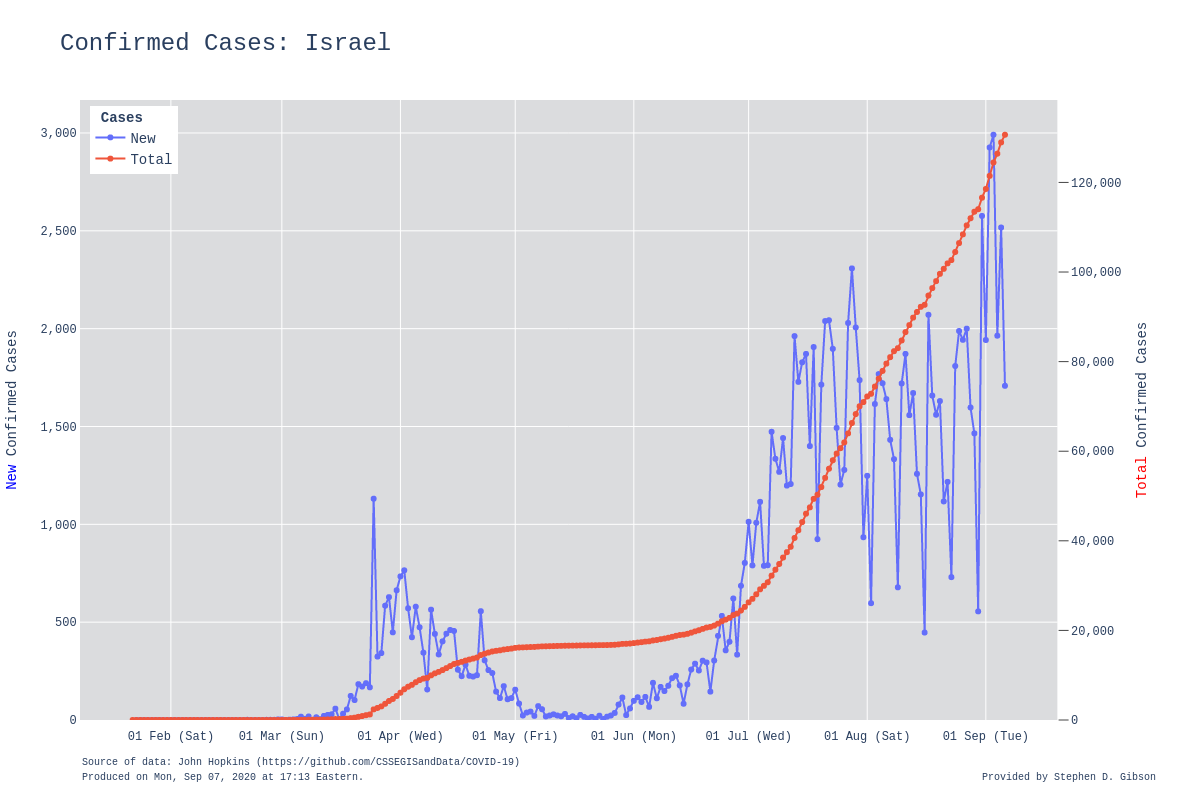 Confirmed Cases: Israel
Cases
New
Total
3,000
2,500
2,000
1,500
1,000
500
0
120,000
100,000
80,000
60,000
40,000
20,000
0
New Confirmed Cases
Total Confirmed Cases
01 Feb (Sat)
01 Mar (Sun)
01 Apr (Wed)
01 May (Fri)
01 Jun (Mon)
01 Jul (Wed)
01 Aug (Sat)
01 Sep (Tue)
Source of data: John Hopkins (https://github.com/CSSEGISandData/COVID-19)
Produced on Mon, Sep 07, 2020 at 17:13 Eastern.
Provided by Stephen D. Gibson